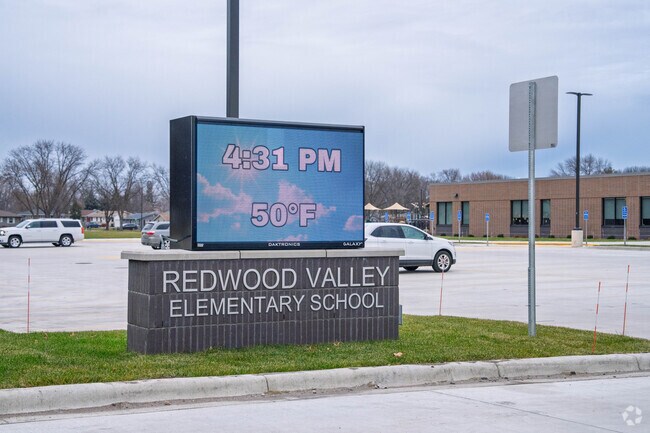 4:31 PM
50°F
DAKTRONICS GALAXY
REDWOOD VALLEY
ELEMENTARY SCHOOL